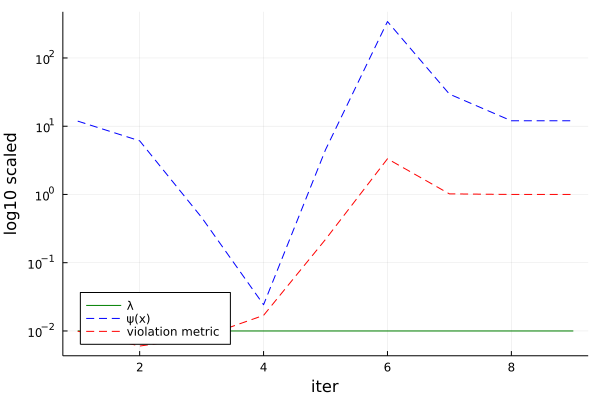 log10 scaled
10²
10¹
10⁰
10⁻¹
10⁻²
λ
ψ(x)
violation metric
2
4
6
8
iter